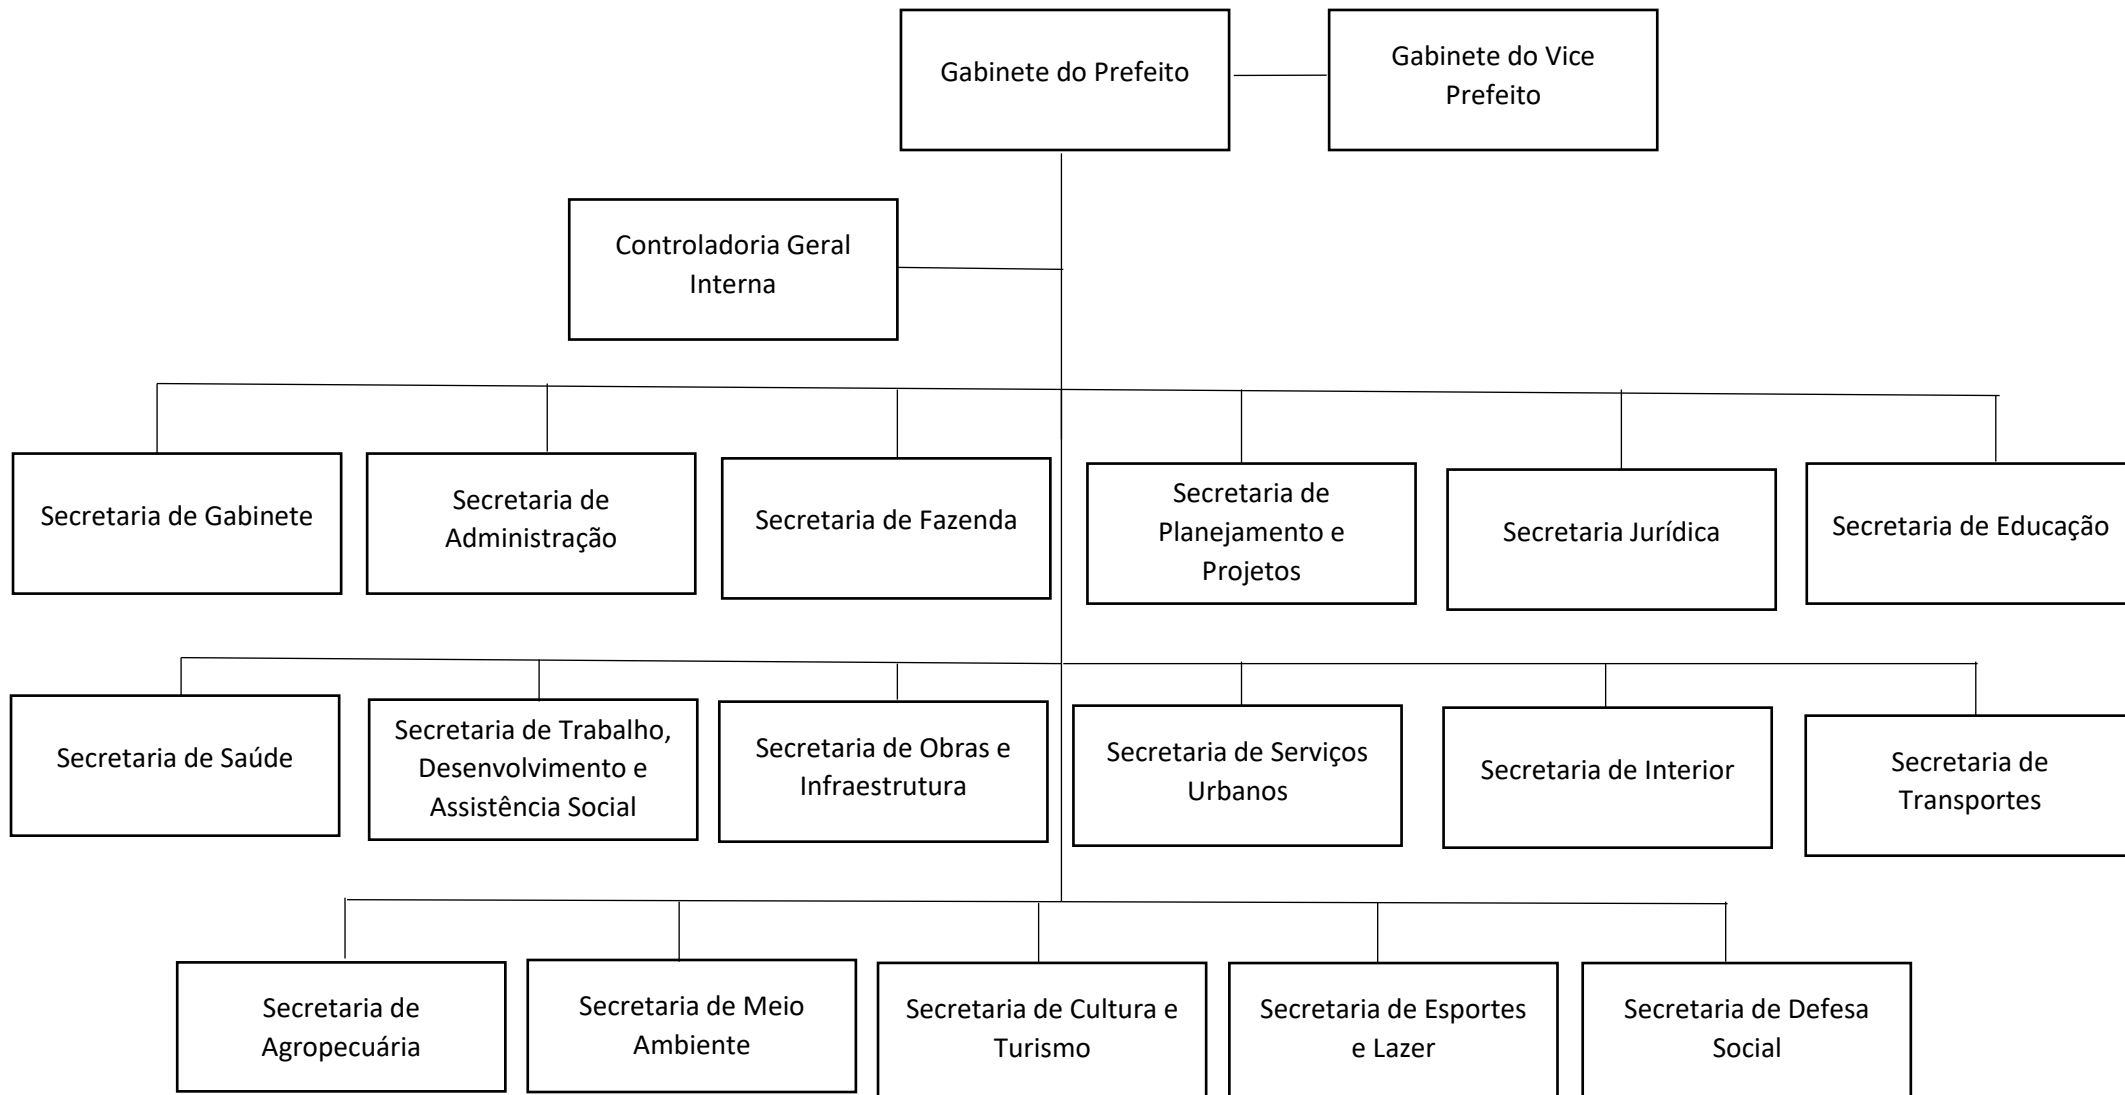 Gabinete do Prefeito
Gabinete do Vice
Prefeito
Controladoria Geral
Interna
Secretaria de Gabinete
Secretaria de
Administração
Secretaria de Fazenda
Secretaria de
Planejamento e
Projetos
Secretaria Jurídica
Secretaria de Educação
Secretaria de Saúde
Secretaria de Trabalho,
Desenvolvimento e
Assistência Social
Secretaria de Obras e
Infraestrutura
Secretaria de Serviços
Urbanos
Secretaria de Interior
Secretaria de
Transportes
Secretaria de
Agropecuária
Secretaria de Meio
Ambiente
Secretaria de Cultura e
Turismo
Secretaria de Esportes
e Lazer
Secretaria de Defesa
Social